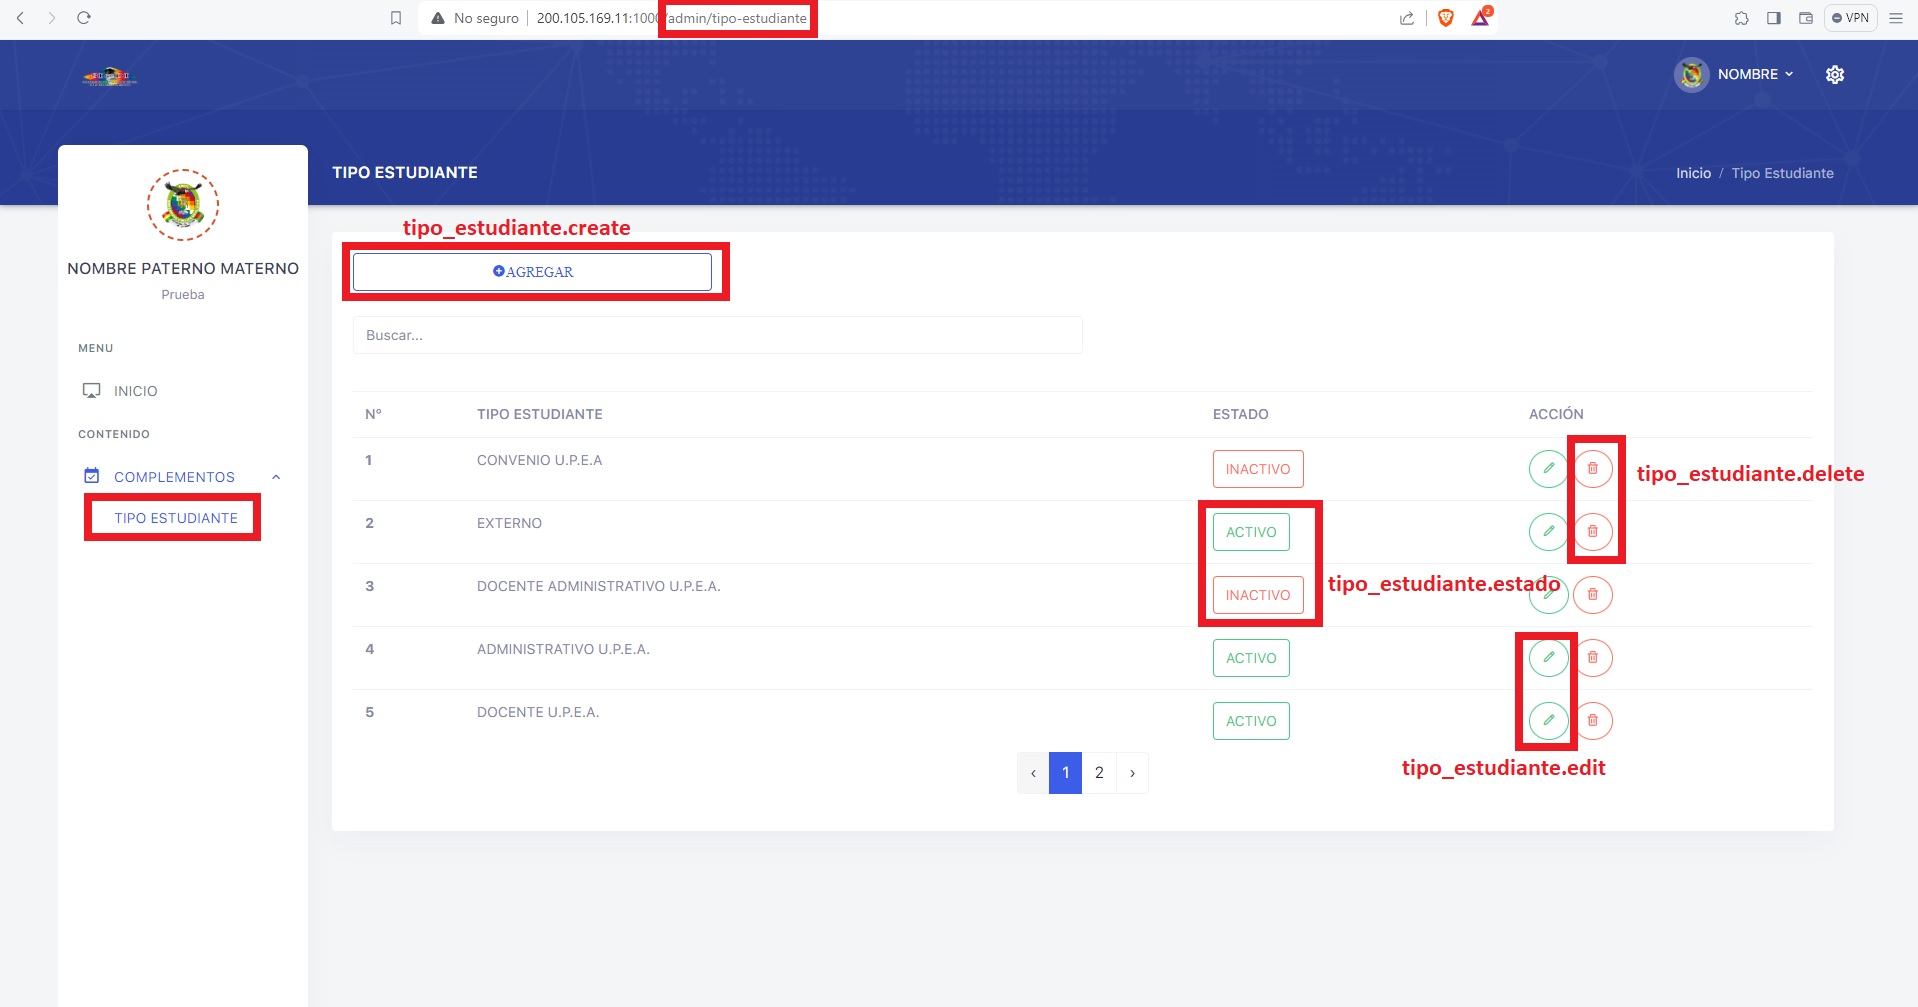 No seguro
200.105.169.11:1000/admin/tipo-estudiante
2
VPN
NOMBRE
TIPO ESTUDIANTE
Inicio / Tipo Estudiante
NOMBRE PATERNO MATERNO
Prueba
MENU
INICIO
CONTENIDO
COMPLEMENTOS
TIPO ESTUDIANTE
tipo_estudiante.create
AGREGAR
Buscar...
N° TIPO ESTUDIANTE ESTADO ACCIÓN
1 CONVENIO U.P.E.A INACTIVO
tipo_estudiante.delete
2 EXTERNO ACTIVO
3 DOCENTE ADMINISTRATIVO U.P.E.A. INACTIVO
tipo_estudiante.estado
4 ADMINISTRATIVO U.P.E.A. ACTIVO
5 DOCENTE U.P.E.A. ACTIVO
tipo_estudiante.edit
‹ 1 2 ›